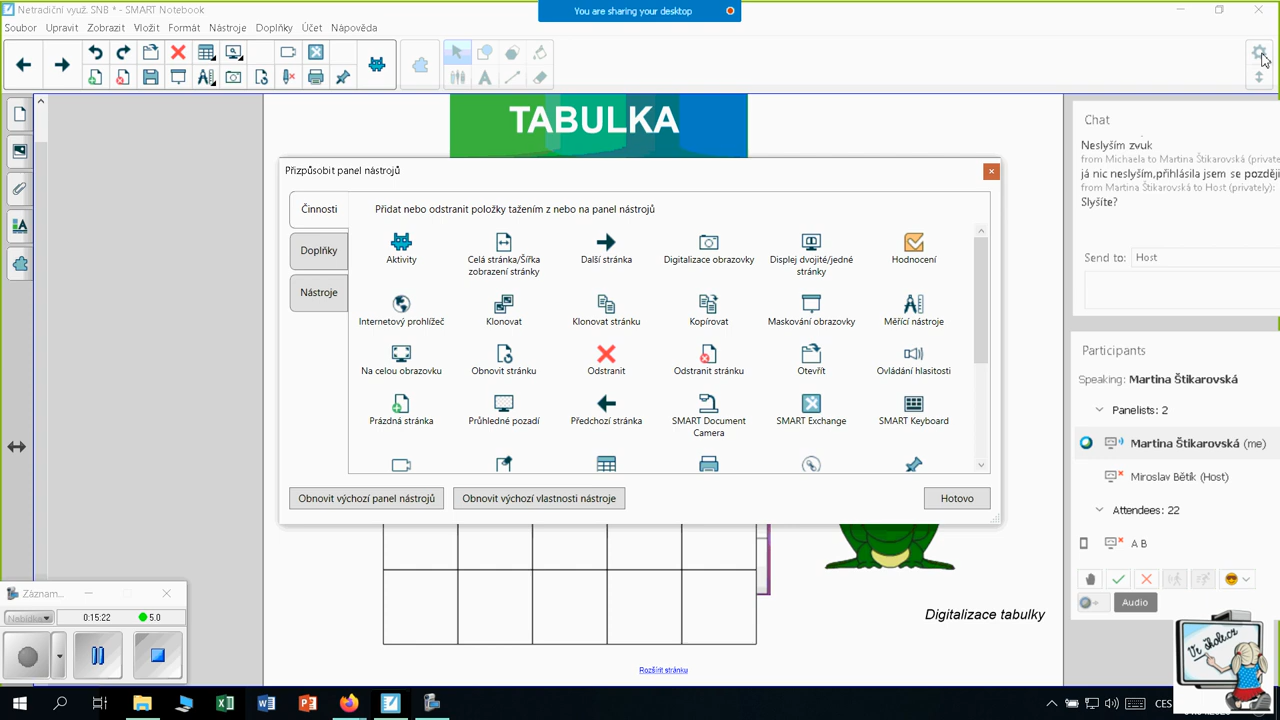 Netradiční využ. SNB * - SMART Notebook
You are sharing your desktop
Soubor Upravit Zobrazit Vložit Formát Nástroje Doplňky Účet Nápověda
TABULKA
Přizpůsobit panel nástrojů
Činnosti
Doplňky
Nástroje
Přidat nebo odstranit položky tažením z nebo na panel nástrojů
Aktivity
Celá stránka/Šířka
zobrazení stránky
Další stránka
Digitalizace obrazovky
Displej dvojité/jedné
stránky
Hodnocení
Internetový prohlížeč
Klonovat
Klonovat stránku
Kopírovat
Maskování obrazovky
Měřící nástroje
Na celou obrazovku
Obnovit stránku
Odstranit
Odstranit stránku
Otevřít
Ovládání hlasitosti
Prázdná stránka
Průhledné pozadí
Předchozí stránka
SMART Document
Camera
SMART Exchange
SMART Keyboard
Obnovit výchozí panel nástrojů
Obnovit výchozí vlastnosti nástroje
Hotovo
Chat
Neslyším zvuk
from Michaela to Martina Štikarovská (private
já nic neslyším,přihlásila jsem se později
from Martina Štikarovská to Host (privately):
Slyšíte?
Send to: Host
Participants
Speaking: Martina Štikarovská
Panelists: 2
Martina Štikarovská (me)
Miroslav Bětík (Host)
Attendees: 22
A B
Audio
Digitalizace tabulky
Rozšířit stránku
Záznam...
Nabídka
0:15:22
5.0
Ve škole.cz
CES